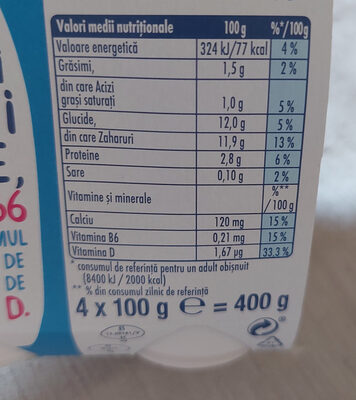 Valori medii nutriționale 100 g %*/100g
Valoare energetică 324 kJ/77 kcal 4 %
Grăsimi, 1,5 g 2 %
din care Acizi
grași saturați 1,0 g 5 %
Glucide, 12,0 g 5 %
din care Zaharuri 11,9 g 13 %
Proteine 2,8 g 6 %
Sare 0,10 g 2 %
Vitamine și minerale %**
/100 g
Calciu 120 mg 15 %
Vitamina B6 0,21 mg 15 %
Vitamina D 1,67 µg 33.3 %
* consumul de referință pentru un adult obișnuit
(8400 kJ / 2000 kcal)
** % din consumul zilnic de referință
4 x 100 g ℮ = 400 g
E,
B6
MUL
DE
DE
D.